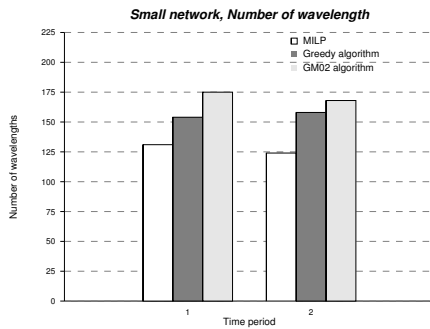 Small network, Number of wavelength
225
200
175
150
125
100
75
50
25
0
Number of wavelengths
MILP
Greedy algorithm
GM02 algorithm
1
2
Time period